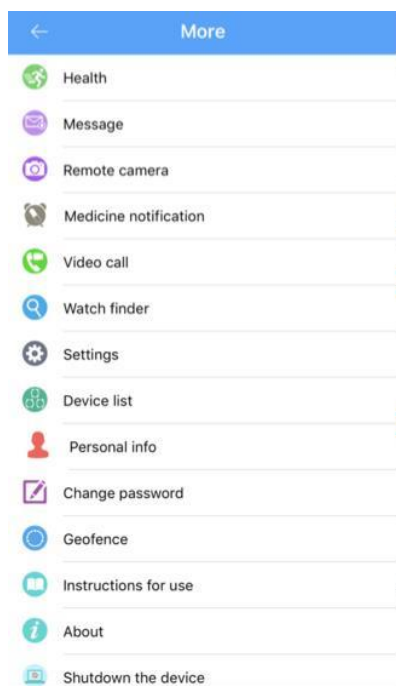 More
Health
Message
Remote camera
Medicine notification
Video call
Watch finder
Settings
Device list
Personal info
Change password
Geofence
Instructions for use
About
Shutdown the device